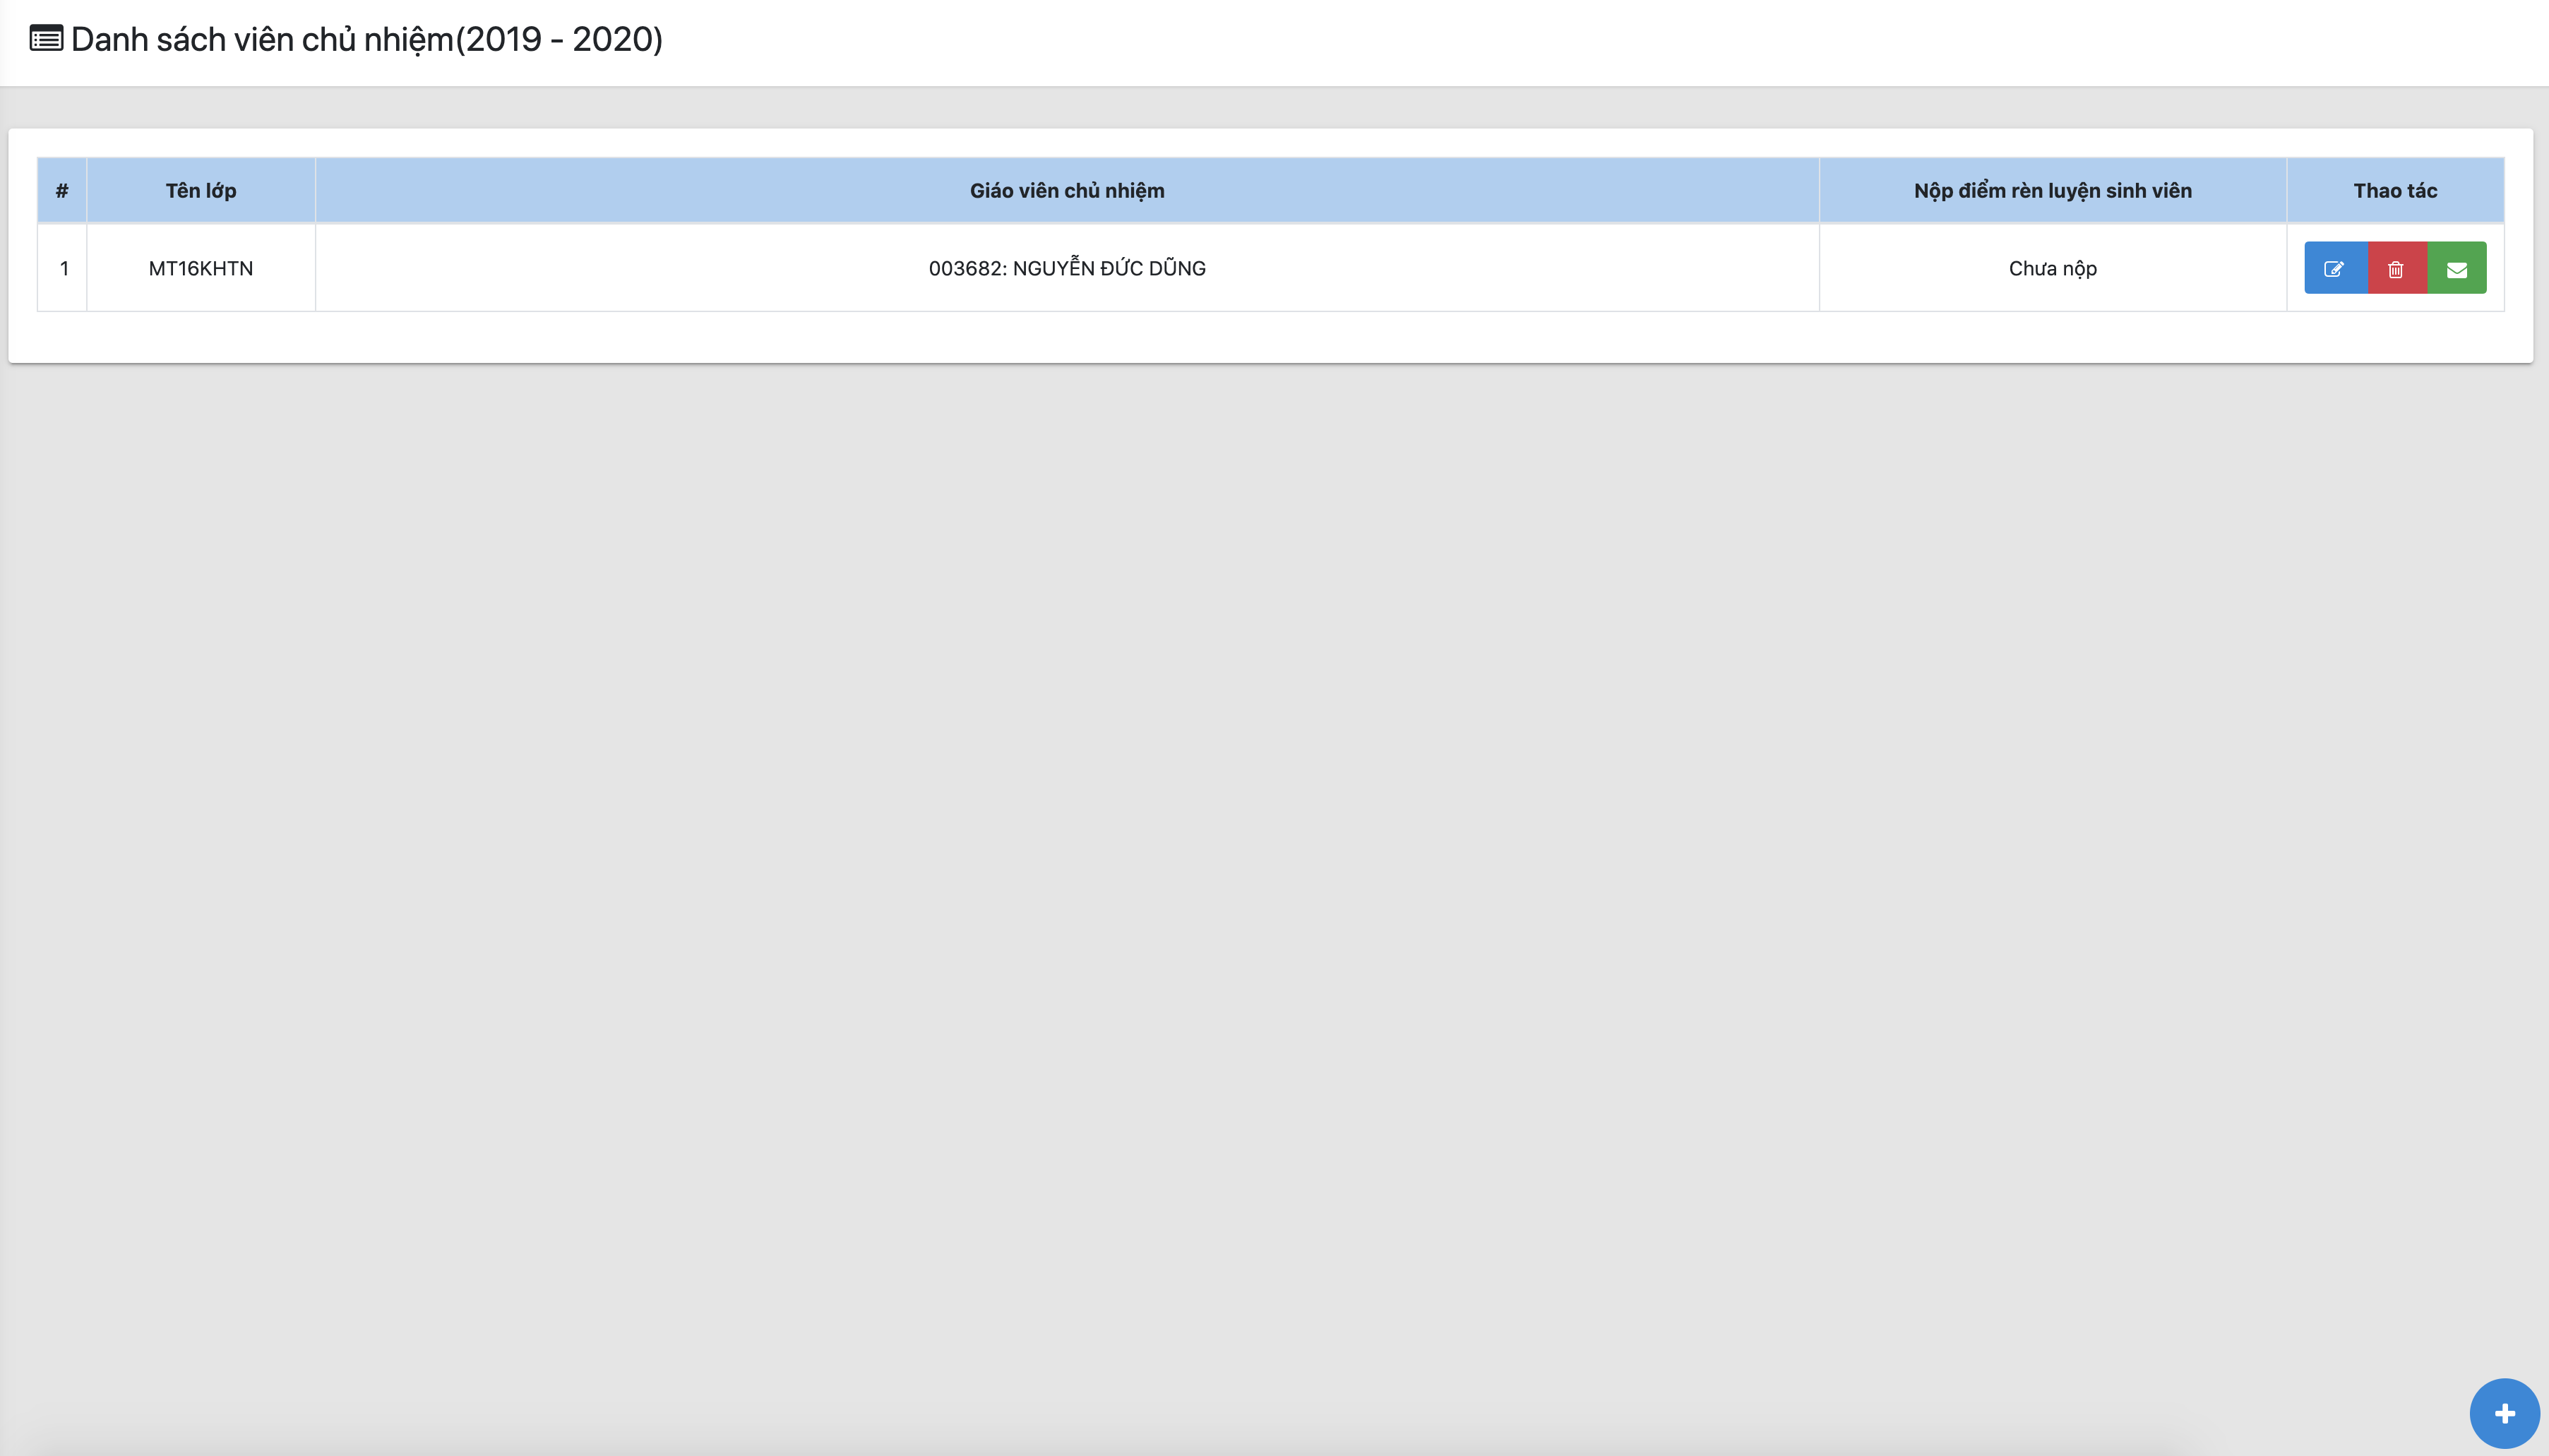 Danh sách viên chủ nhiệm(2019 - 2020)
# Tên lớp Giáo viên chủ nhiệm Nộp điểm rèn luyện sinh viên Thao tác
1 MT16KHTN 003682: NGUYỄN ĐỨC DŨNG Chưa nộp